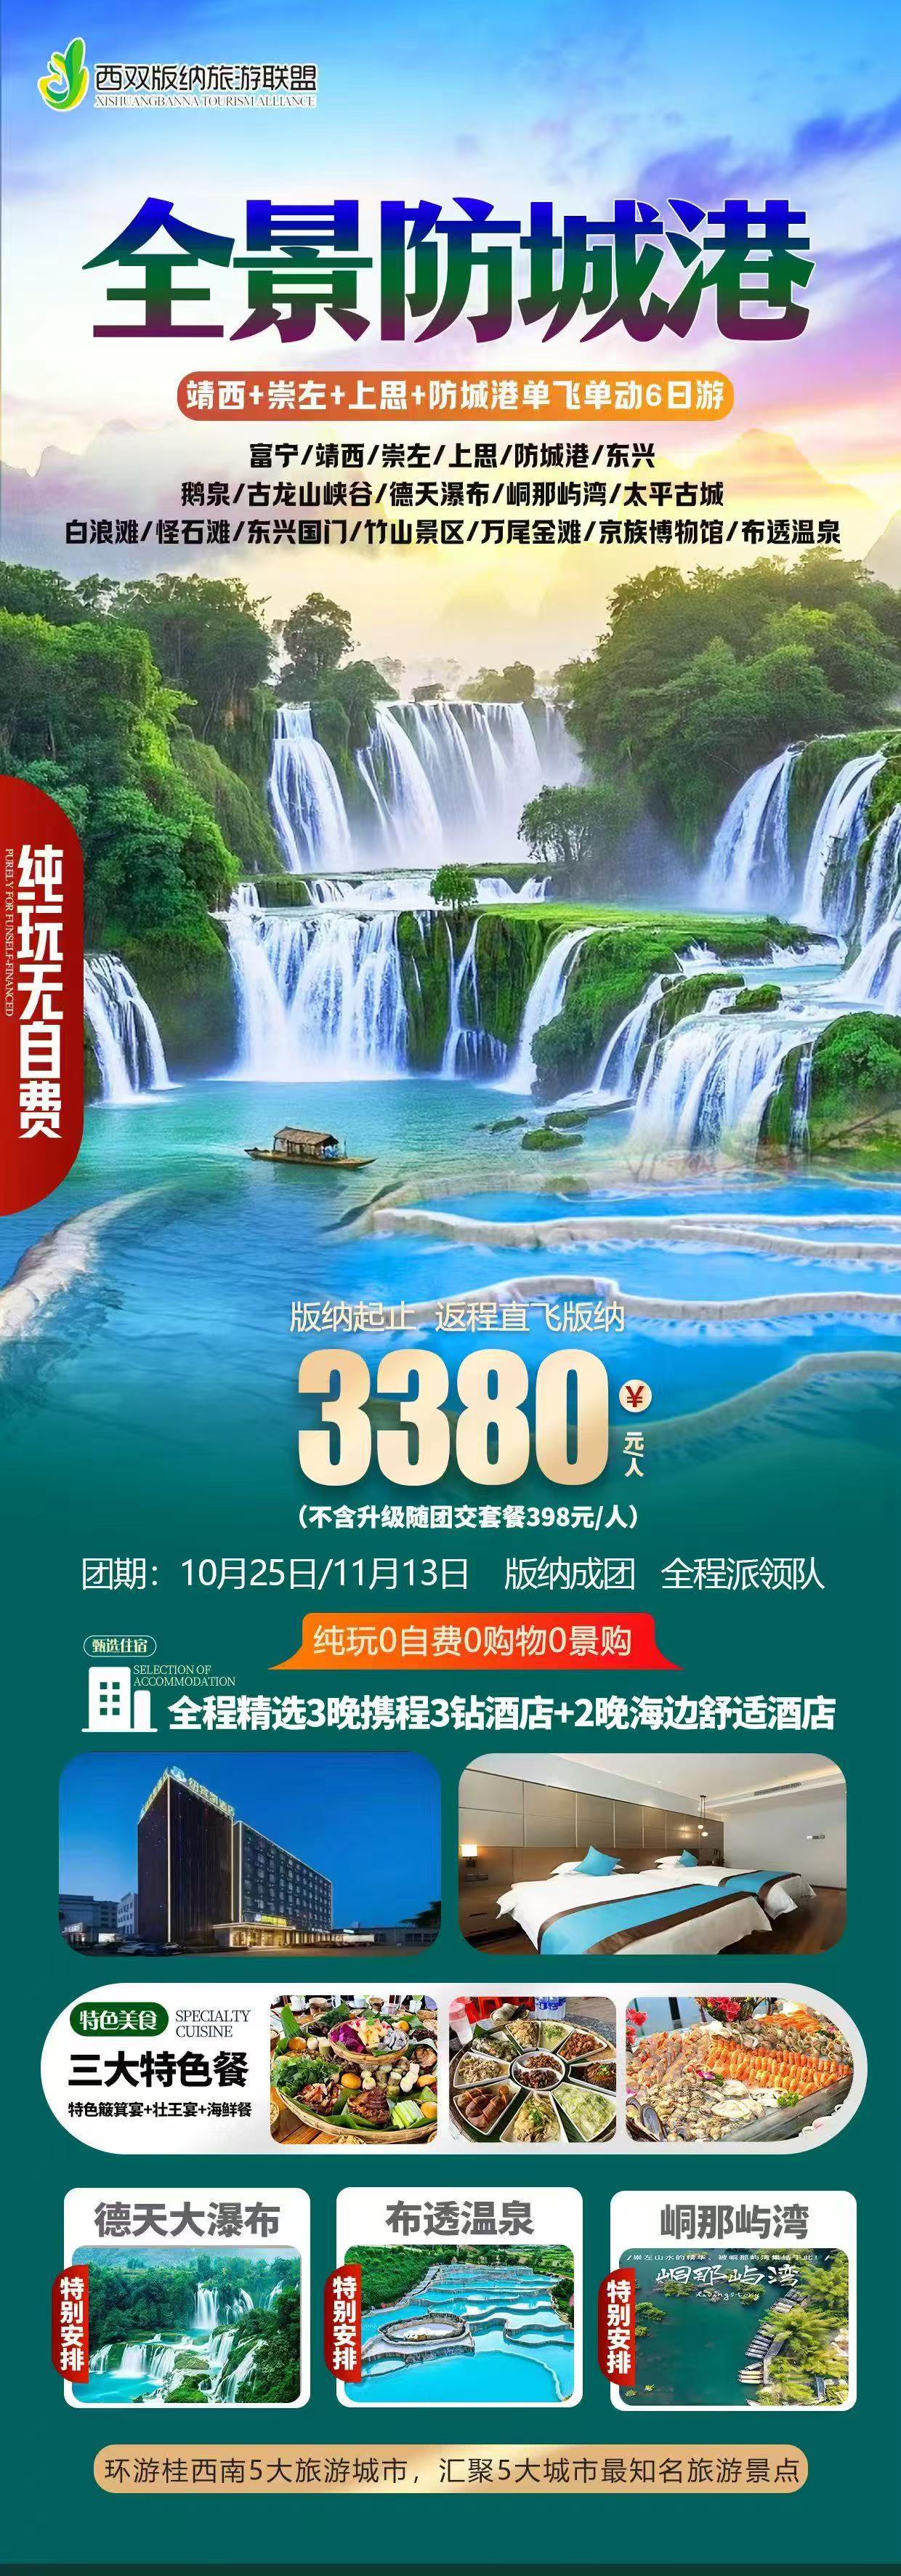 西双版纳旅游联盟
XISHUANGBANNA TOURISM ALLIANCE
全景防城港
靖西+崇左+上思+防城港单飞单动6日游
富宁/靖西/崇左/上思/防城港/东兴
鹅泉/古龙山峡谷/德天瀑布/峒那屿湾/太平古城
白浪滩/怪石滩/东兴国门/竹山景区/万尾金滩/京族博物馆/布透温泉
纯玩无自费
PURELY FOR FUNSELF-FINANCED
版纳起止 返程直飞版纳
3380
¥
元/人
（不含升级随团交套餐398元/人）
团期：10月25日/11月13日 版纳成团 全程派领队
纯玩0自费0购物0景购
甄选住宿
SELECTION OF
ACCOMMODATION
全程精选3晚携程3钻酒店+2晚海边舒适酒店
特色美食
SPECIALTY
CUISINE
三大特色餐
特色簸箕宴+壮王宴+海鲜餐
德天大瀑布
特别安排
布透温泉
特别安排
峒那屿湾
峒那屿湾
特别安排
环游桂西南5大旅游城市，汇聚5大城市最知名旅游景点